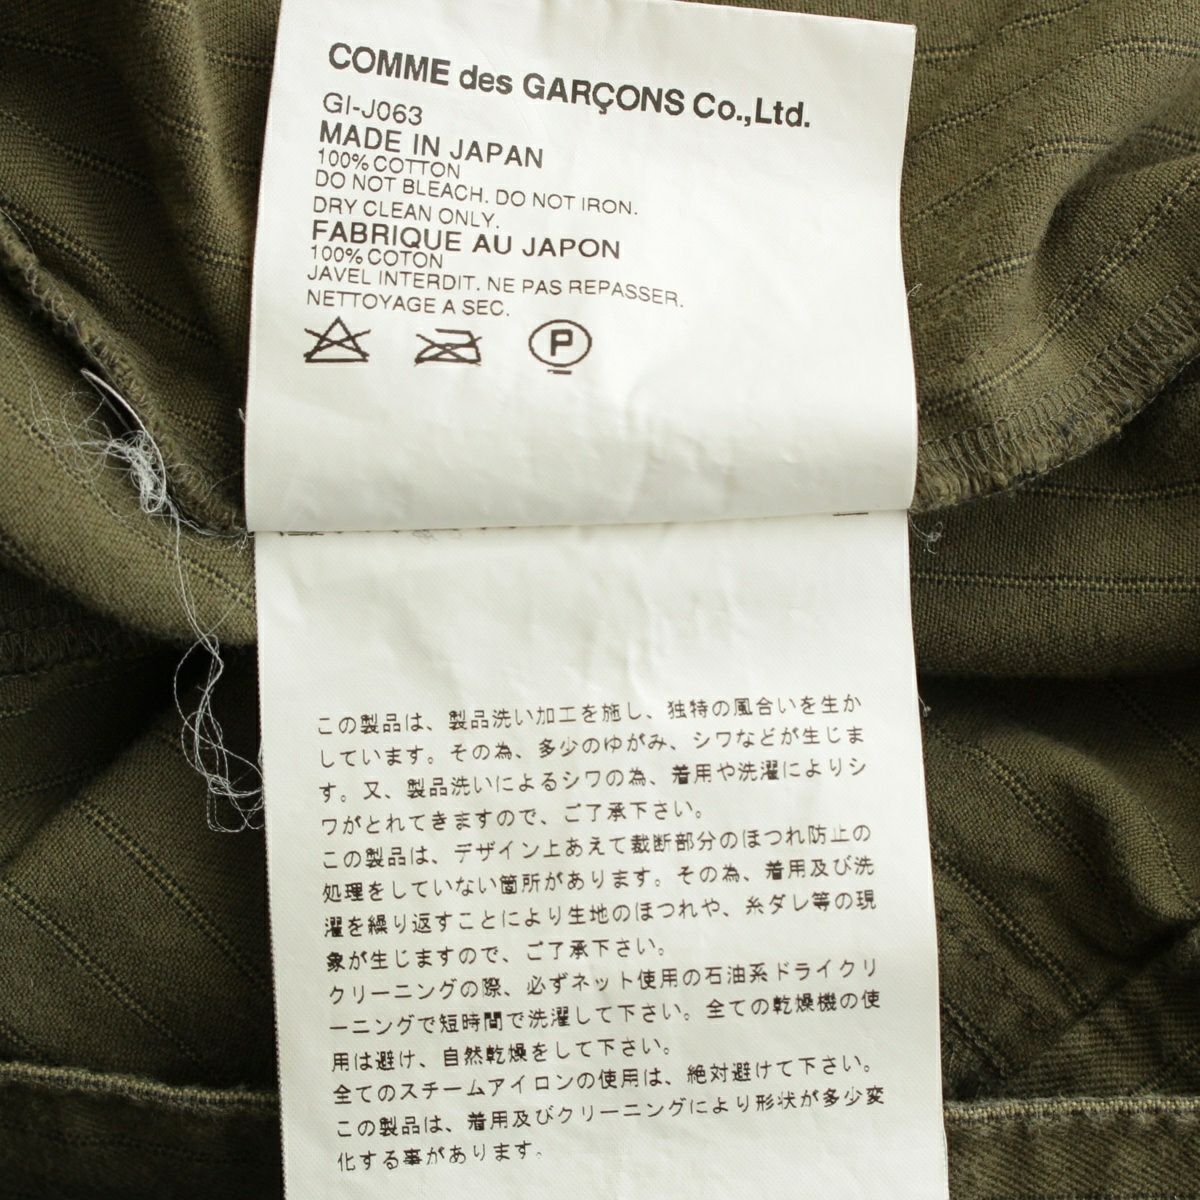 COMME des GARÇONS Co.,Ltd.
GI-J063
MADE IN JAPAN
100% COTTON
DO NOT BLEACH. DO NOT IRON.
DRY CLEAN ONLY.
FABRIQUE AU JAPON
100% COTON
JAVEL INTERDIT. NE PAS REPASSER.
NETTOYAGE A SEC.
P
この製品は、製品洗い加工を施し、独特の風合いを生か
しています。その為、多少のゆがみ、シワなどが生じま
す。又、製品洗いによるシワの為、着用や洗濯によりシ
ワがとれてきますので、ご了承下さい。
この製品は、デザイン上あえて裁断部分のほつれ防止の
処理をしていない箇所があります。その為、着用及び洗
濯を繰り返すことにより生地のほつれや、糸ダレ等の現
象が生じますので、ご了承下さい。
クリーニングの際、必ずネット使用の石油系ドライクリ
ーニングで短時間で洗濯して下さい。全ての乾燥機の使
用は避け、自然乾燥をして下さい。
全てのスチームアイロンの使用は、絶対避けて下さい。
この製品は、着用及びクリーニングにより形状が多少変
化する事があります。